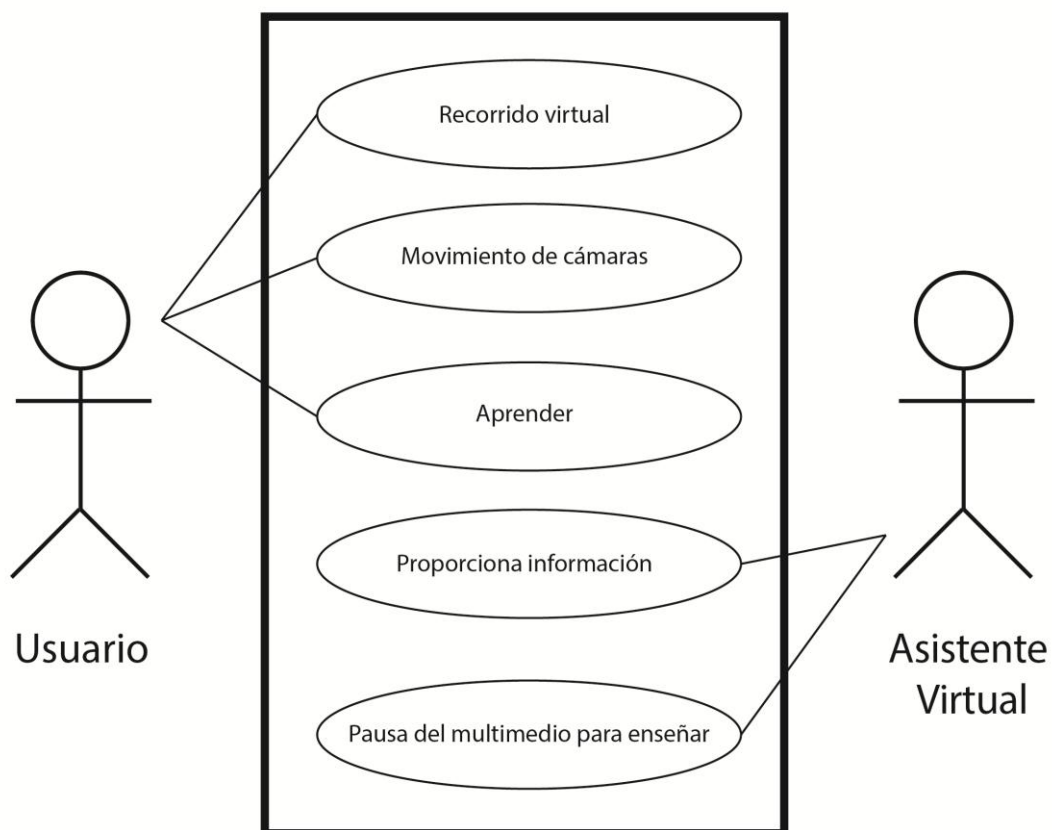 Recorrido virtual
Movimiento de cámaras
Aprender
Proporciona información
Pausa del multimedio para enseñar
Usuario
Asistente
Virtual